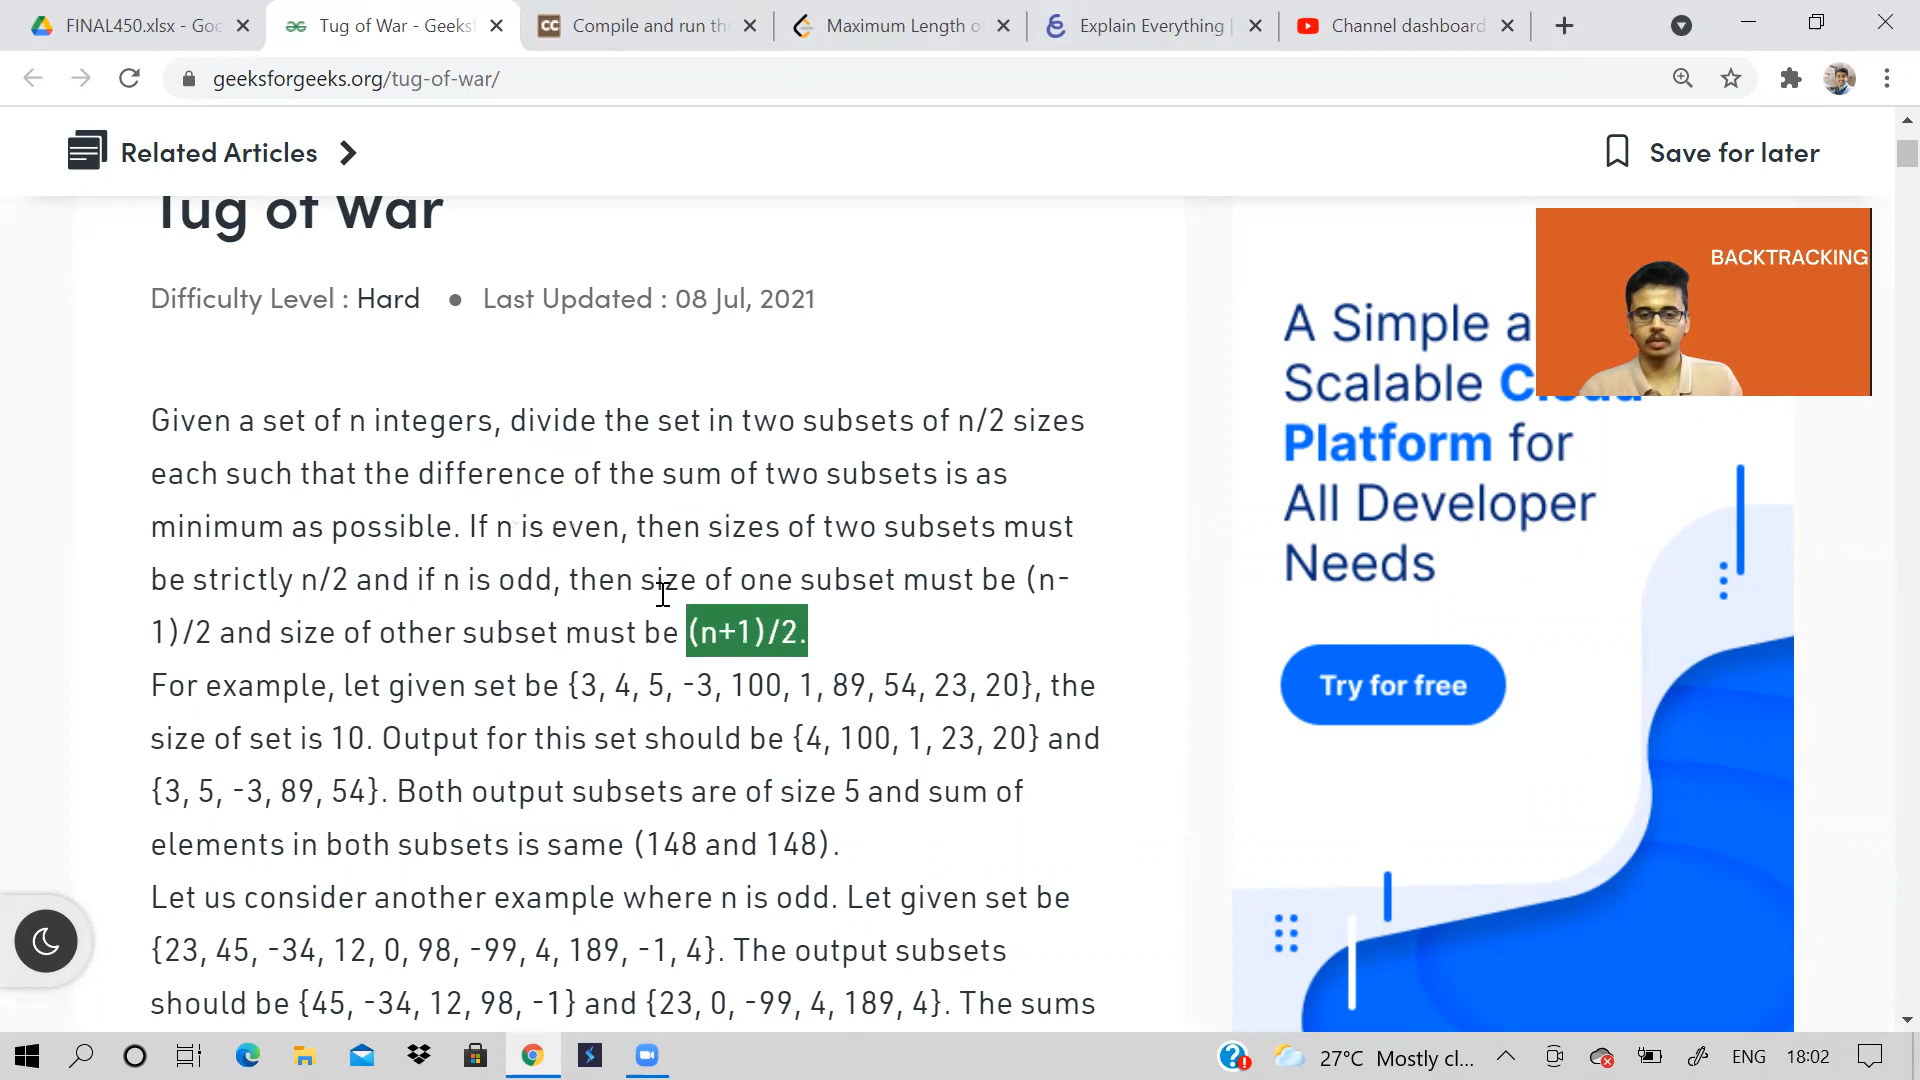 FINAL450.xlsx - Goo
Tug of War - Geeks
Compile and run the
Maximum Length o
Explain Everything |
Channel dashboard
geeksforgeeks.org/tug-of-war/
Related Articles
Save for later
Tug of War
BACKTRACKING
Difficulty Level : Hard ● Last Updated : 08 Jul, 2021
Given a set of n integers, divide the set in two subsets of n/2 sizes
each such that the difference of the sum of two subsets is as
minimum as possible. If n is even, then sizes of two subsets must
be strictly n/2 and if n is odd, then size of one subset must be (n-
1)/2 and size of other subset must be (n+1)/2.
For example, let given set be {3, 4, 5, -3, 100, 1, 89, 54, 23, 20}, the
size of set is 10. Output for this set should be {4, 100, 1, 23, 20} and
{3, 5, -3, 89, 54}. Both output subsets are of size 5 and sum of
elements in both subsets is same (148 and 148).
Let us consider another example where n is odd. Let given set be
{23, 45, -34, 12, 0, 98, -99, 4, 189, -1, 4}. The output subsets
should be {45, -34, 12, 98, -1} and {23, 0, -99, 4, 189, 4}. The sums
A Simple a
Scalable Cloud
Platform for
All Developer
Needs
Try for free
27°C Mostly cl...
ENG
18:02